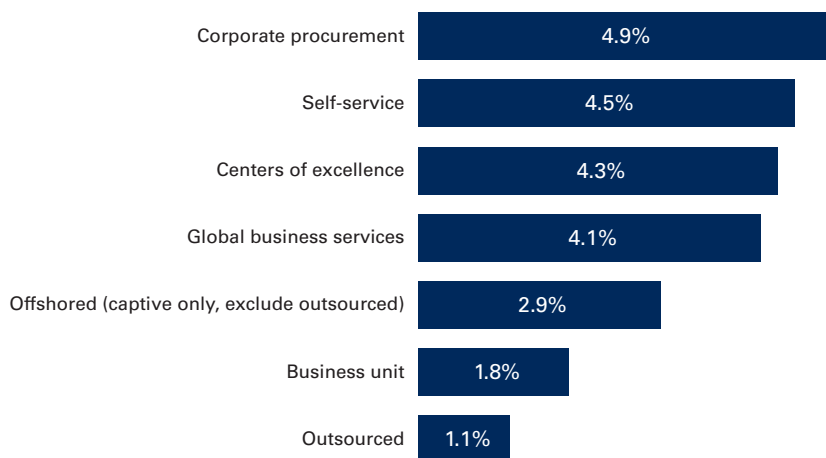 Corporate procurement 4.9%
Self-service 4.5%
Centers of excellence 4.3%
Global business services 4.1%
Offshored (captive only, exclude outsourced) 2.9%
Business unit 1.8%
Outsourced 1.1%